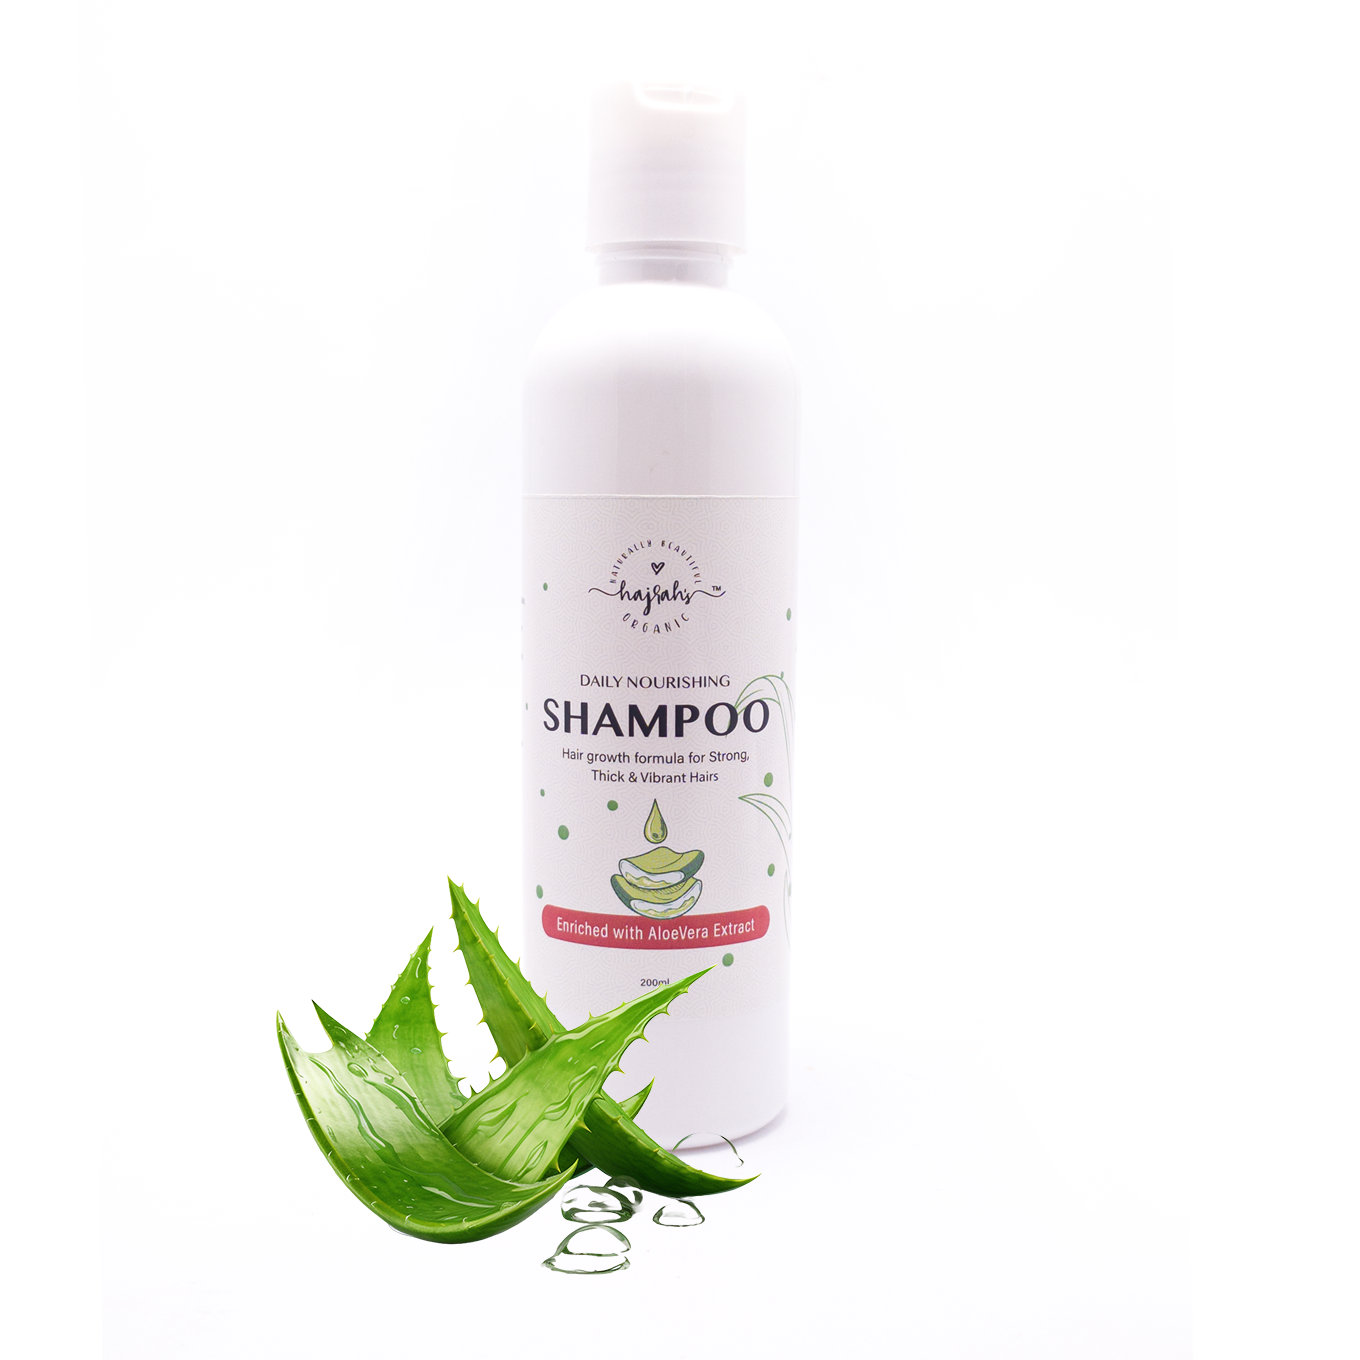 NATURALLY BEAUTIFUL
hajrah's ™
ORGANIC
DAILY NOURISHING
SHAMPOO
Hair growth formula for Strong,
Thick & Vibrant Hairs
Enriched with AloeVera Extract
200ml